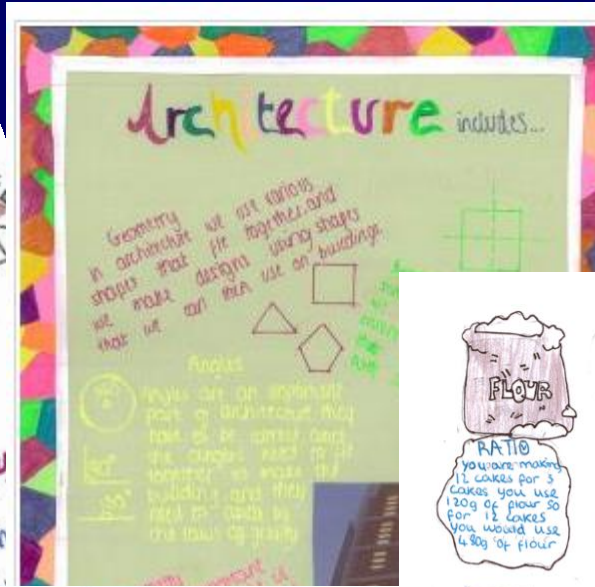 Architecture includes...
Geometry
in architecture we use various
shapes that fit together and
we make designs using shapes
that we can then use on buildings
Angles
Angles are an important
part of architecture they
have to be correct since
the angles need to fit
together to make the
building and they
need to obey
the laws of gravity
FLOUR
RATIO
you are making
12 cakes for 3
cakes you use
120g of flour so
for 12 cakes
you would use
480g of flour